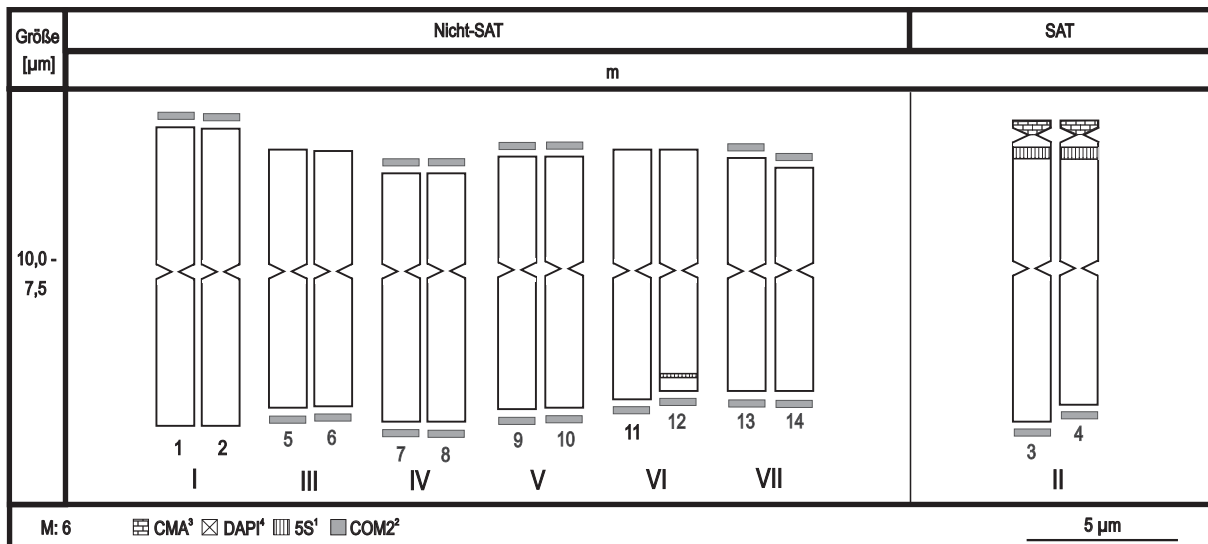 Größe
[µm]
Nicht-SAT
SAT
m
10,0 -
7,5
1 2 5 6 7 8 9 10 11 12 13 14 3 4
I III IV V VI VII II
M: 6 CMA³ DAPI⁴ 5S¹ COM2² 5 µm